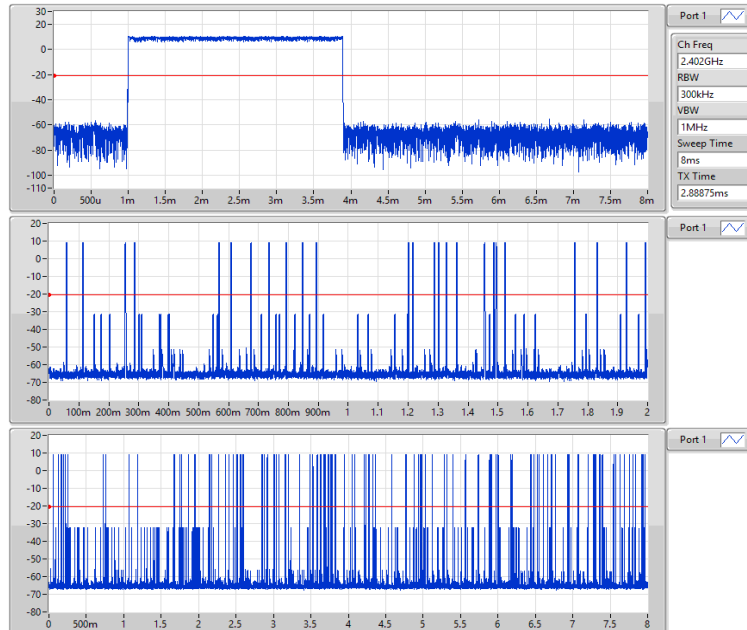 30
20
0
-20
-40
-60
-80
-100
-110
0 500u 1m 1.5m 2m 2.5m 3m 3.5m 4m 4.5m 5m 5.5m 6m 6.5m 7m 7.5m 8m
Port 1
Ch Freq
2.402GHz
RBW
300kHz
VBW
1MHz
Sweep Time
8ms
TX Time
2.88875ms
20
10
0
-10
-20
-30
-40
-50
-60
-70
-80
0 100m 200m 300m 400m 500m 600m 700m 800m 900m 1 1.1 1.2 1.3 1.4 1.5 1.6 1.7 1.8 1.9 2
Port 1
20
10
0
-10
-20
-30
-40
-50
-60
-70
-80
0 500m 1 1.5 2 2.5 3 3.5 4 4.5 5 5.5 6 6.5 7 7.5 8
Port 1